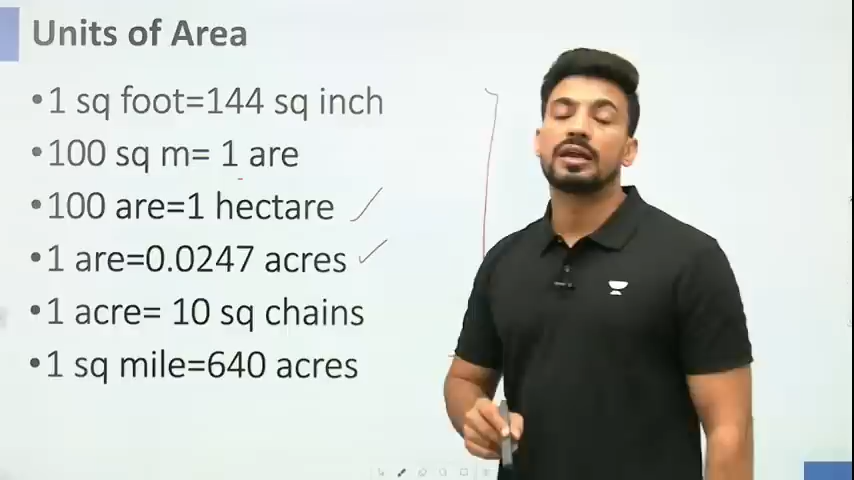 Units of Area
•1 sq foot=144 sq inch
•100 sq m= 1 are
•100 are=1 hectare
•1 are=0.0247 acres
•1 acre= 10 sq chains
•1 sq mile=640 acres